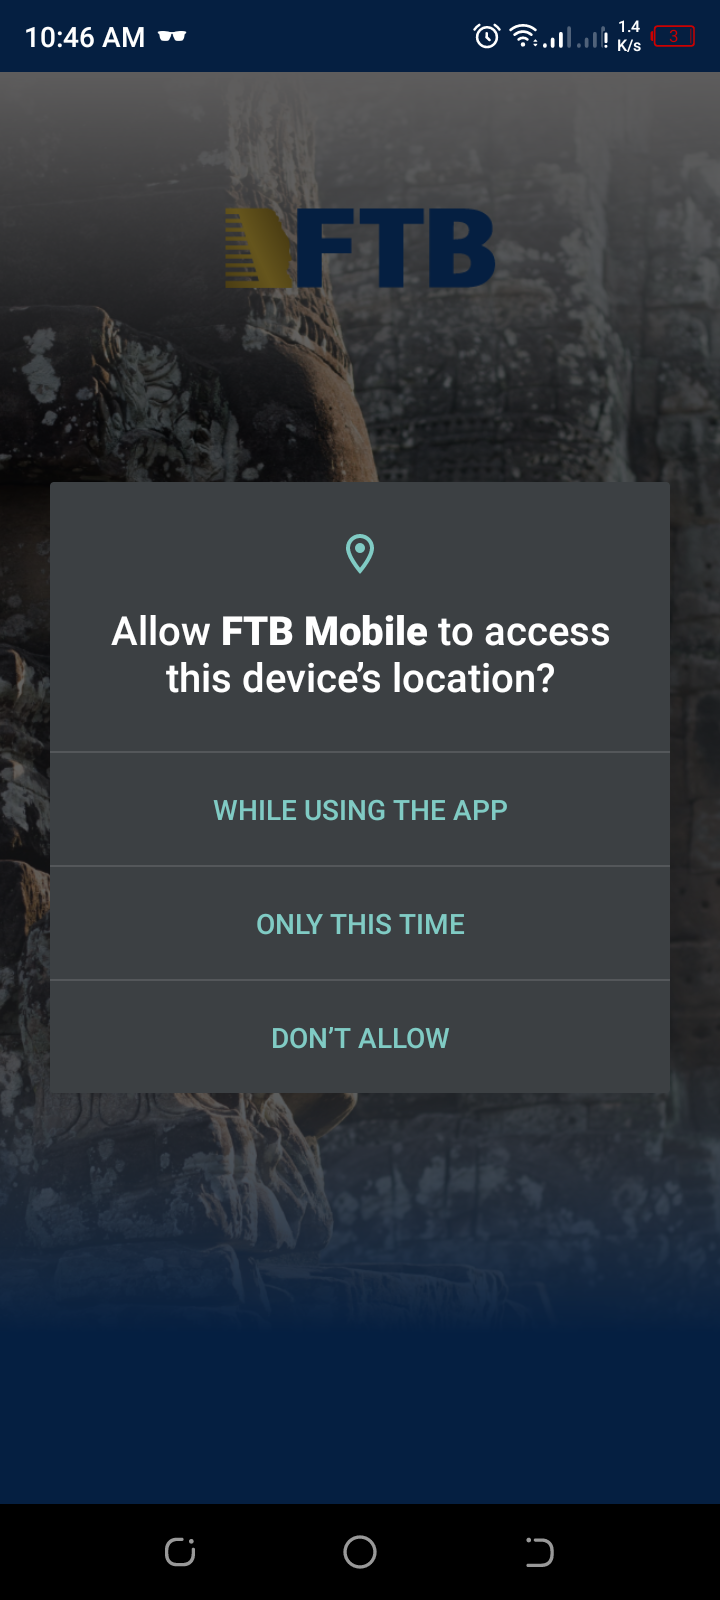 10:46 AM
1.4
K/s
3
FTB
Allow FTB Mobile to access
this device’s location?
WHILE USING THE APP
ONLY THIS TIME
DON’T ALLOW